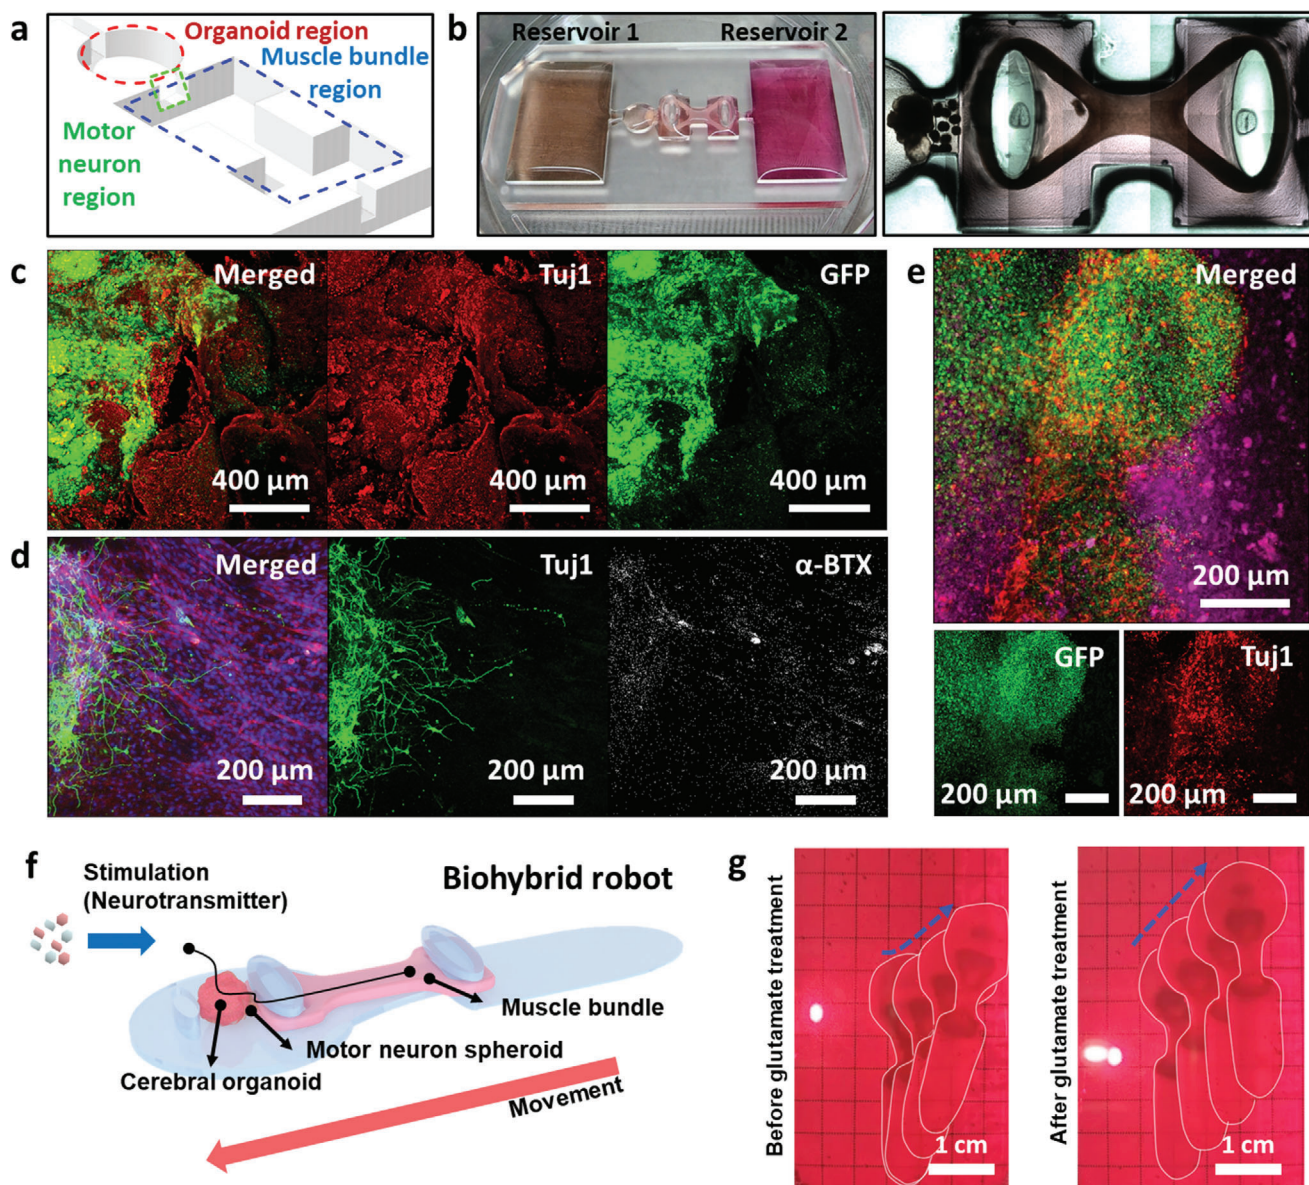 a
Organoid region
Muscle bundle
region
Motor
neuron
region
b
Reservoir 1
Reservoir 2
c
Merged
400 µm
Tuj1
400 µm
GFP
400 µm
d
Merged
200 µm
Tuj1
200 µm
α-BTX
200 µm
e
Merged
200 µm
GFP
200 µm
Tuj1
200 µm
f
Stimulation
(Neurotransmitter)
Biohybrid robot
Muscle bundle
Motor neuron spheroid
Cerebral organoid
Movement
g
Before glutamate treatment
1 cm
After glutamate treatment
1 cm